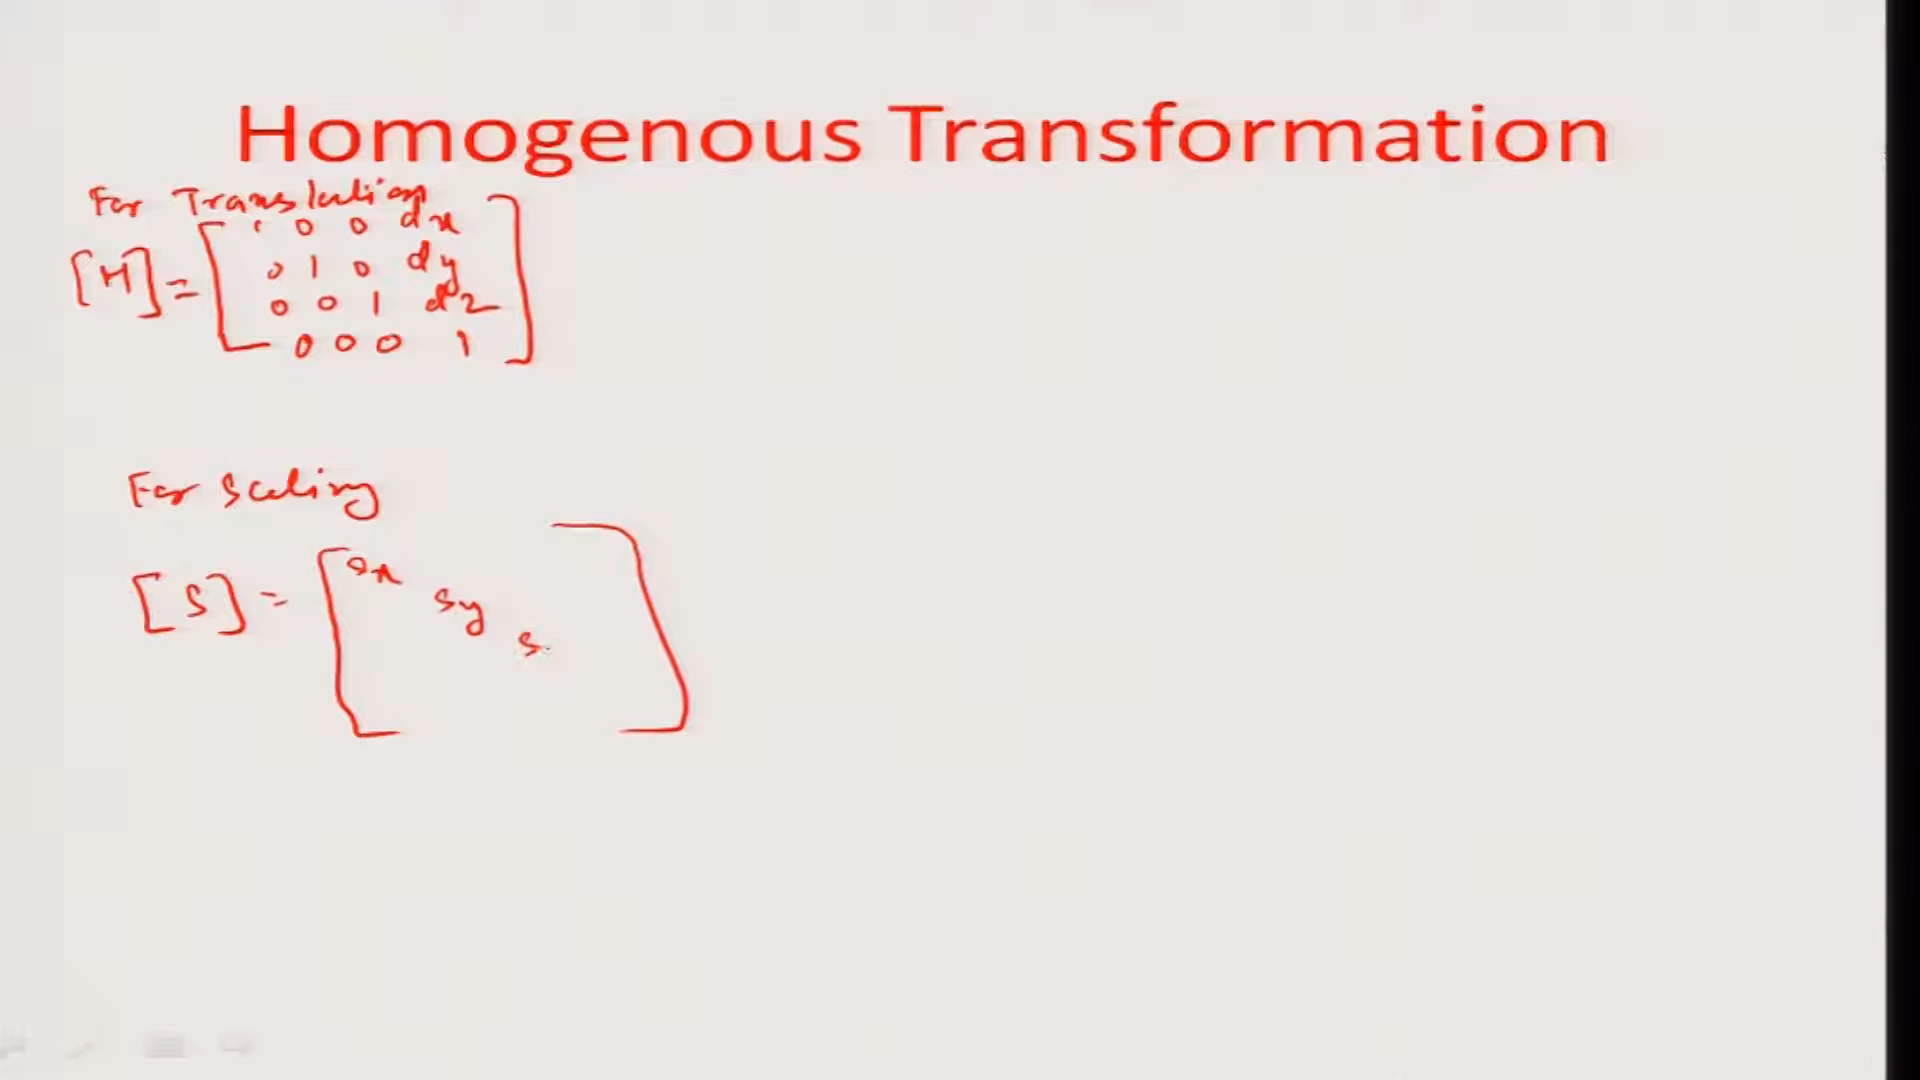 Homogenous Transformation
For Translation
[H] = [ 1 0 0 dx
0 1 0 dy
0 0 1 dz
0 0 0 1 ]
For Scaling
[S] = [ sx
sy
s ]